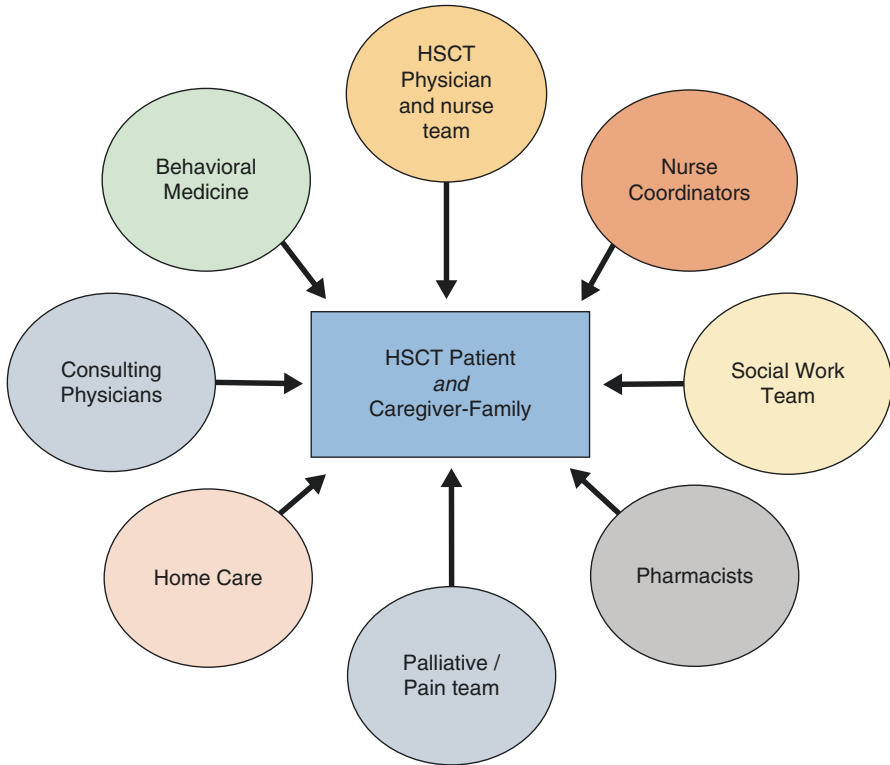 HSCT
Physician
and nurse
team
Behavioral
Medicine
Nurse
Coordinators
Consulting
Physicians
HSCT Patient
and
Caregiver-Family
Social Work
Team
Home Care
Pharmacists
Palliative /
Pain team